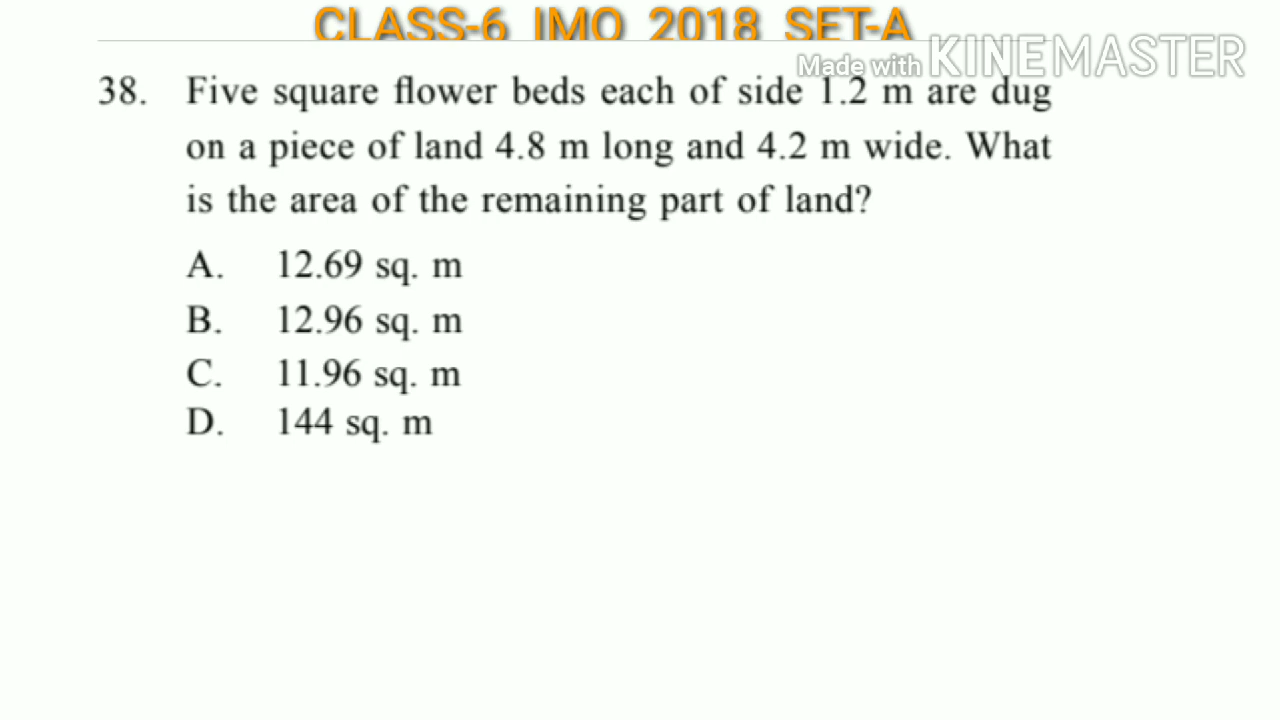 CLASS-6 IMO 2018 SET-A
Made with KINEMASTER
38. Five square flower beds each of side 1.2 m are dug
on a piece of land 4.8 m long and 4.2 m wide. What
is the area of the remaining part of land?
A. 12.69 sq. m
B. 12.96 sq. m
C. 11.96 sq. m
D. 144 sq. m